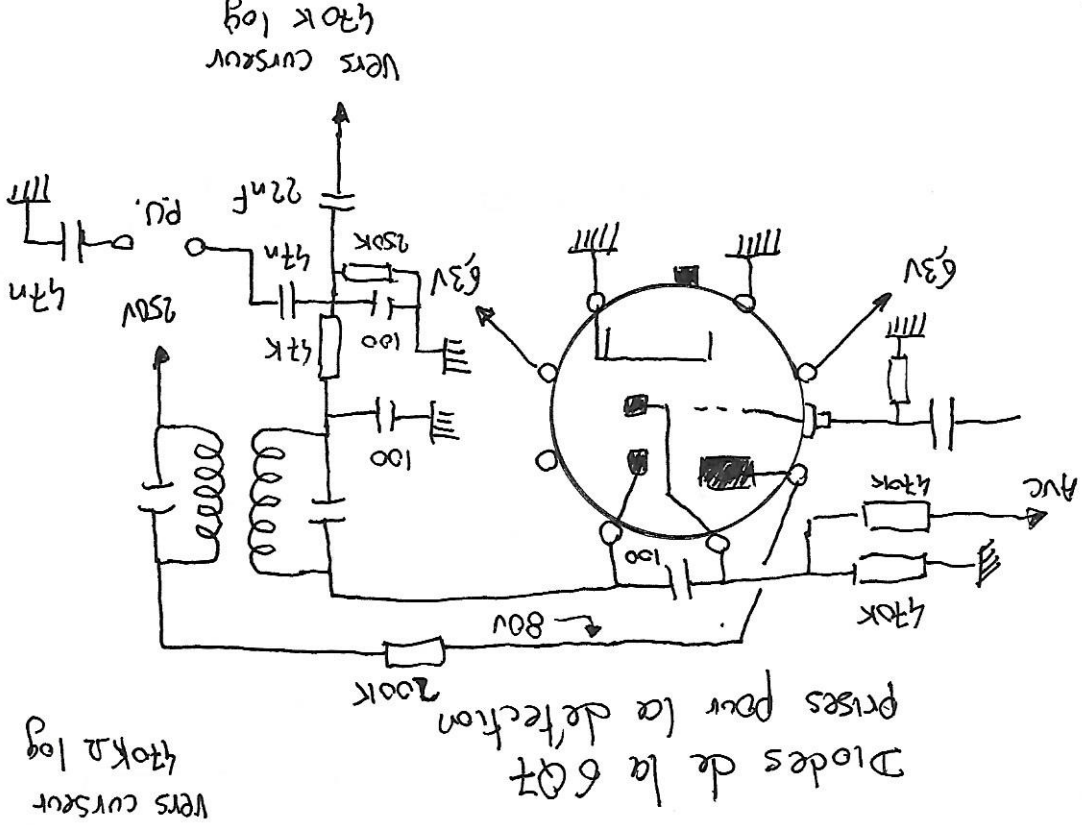 Diodes de la 6Q7
prises pour la détection
vers curseur
470KΩ log
200K
80V
470K
470K
AVC
100
100
47K
100
250V
6,3V
6,3V
47n
250K
47n
P.U.
22nF
vers curseur
470K log